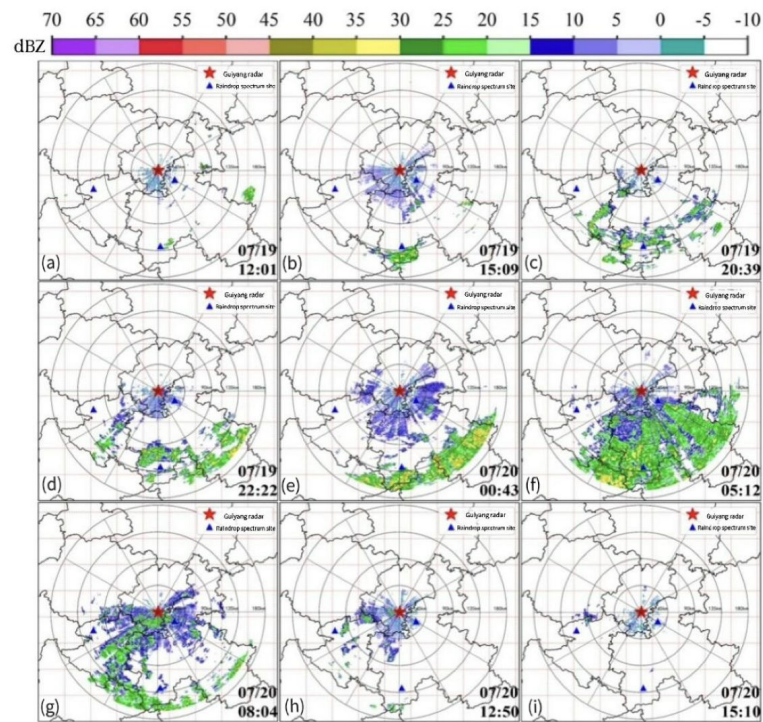 dBZ 70 65 60 55 50 45 40 35 30 25 20 15 10 5 0 -5 -10
Guiyang radar
Raindrop spectrum site
(a)
07/19
12:01
Guiyang radar
Raindrop spectrum site
(b)
07/19
15:09
Guiyang radar
Raindrop spectrum site
(c)
07/19
20:39
Guiyang radar
Raindrop spectrum site
(d)
07/19
22:22
Guiyang radar
Raindrop spectrum site
(e)
07/20
00:43
Guiyang radar
Raindrop spectrum site
(f)
07/20
05:12
Guiyang radar
Raindrop spectrum site
(g)
07/20
08:04
Guiyang radar
Raindrop spectrum site
(h)
07/20
12:50
Guiyang radar
Raindrop spectrum site
(i)
07/20
15:10